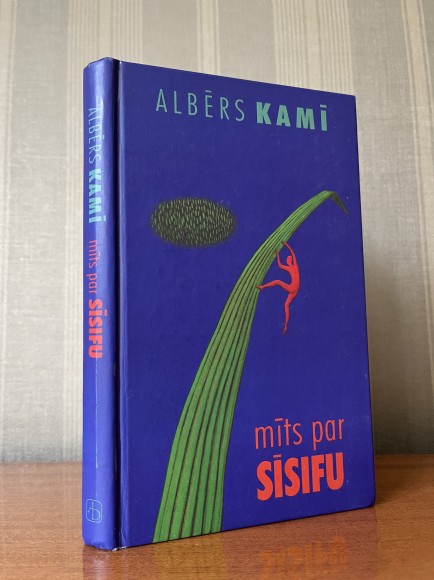 ALBĒRS KAMĪ
mīts par
SĪSIFU
ALBĒRS KAMĪ mīts par SĪSIFU